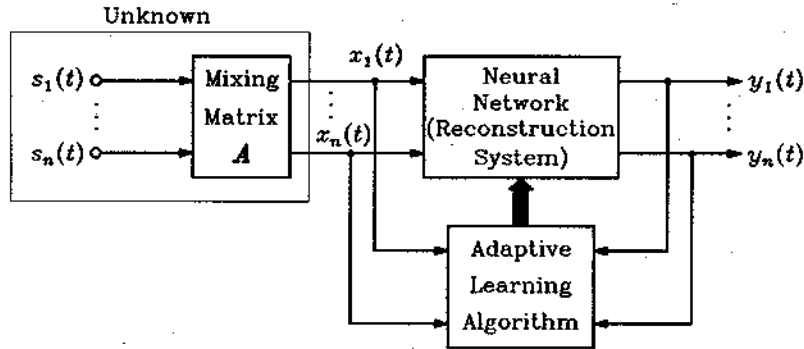 Unknown
s₁(t)
sₙ(t)
Mixing
Matrix
A
x₁(t)
xₙ(t)
Neural
Network
(Reconstruction
System)
y₁(t)
yₙ(t)
Adaptive
Learning
Algorithm